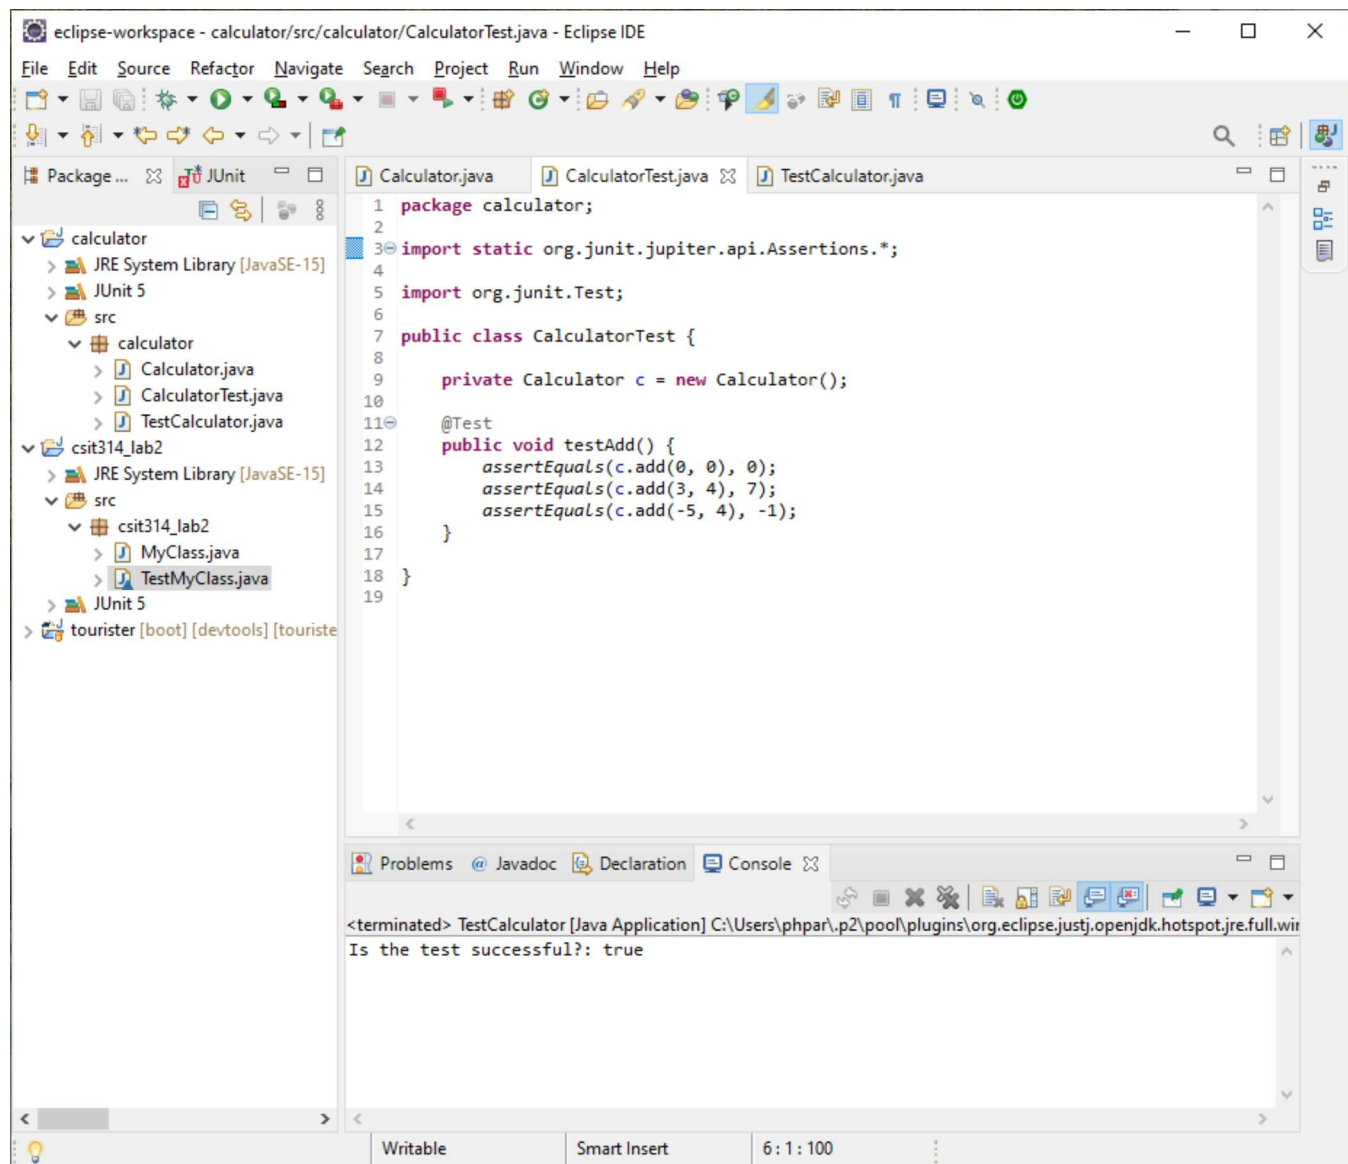 eclipse-workspace - calculator/src/calculator/CalculatorTest.java - Eclipse IDE
File Edit Source Refactor Navigate Search Project Run Window Help
Package ... JUnit
calculator
JRE System Library [JavaSE-15]
JUnit 5
src
calculator
Calculator.java
CalculatorTest.java
TestCalculator.java
csit314_lab2
JRE System Library [JavaSE-15]
src
csit314_lab2
MyClass.java
TestMyClass.java
JUnit 5
tourister [boot] [devtools] [touriste
Calculator.java CalculatorTest.java TestCalculator.java
1 package calculator;
2
3 import static org.junit.jupiter.api.Assertions.*;
4
5 import org.junit.Test;
6
7 public class CalculatorTest {
8
9 private Calculator c = new Calculator();
10
11 @Test
12 public void testAdd() {
13 assertEquals(c.add(0, 0), 0);
14 assertEquals(c.add(3, 4), 7);
15 assertEquals(c.add(-5, 4), -1);
16 }
17
18 }
19
Problems @ Javadoc Declaration Console
<terminated> TestCalculator [Java Application] C:\Users\phpar\.p2\pool\plugins\org.eclipse.justj.openjdk.hotspot.jre.full.wir
Is the test successful?: true
Writable Smart Insert 6 : 1 : 100